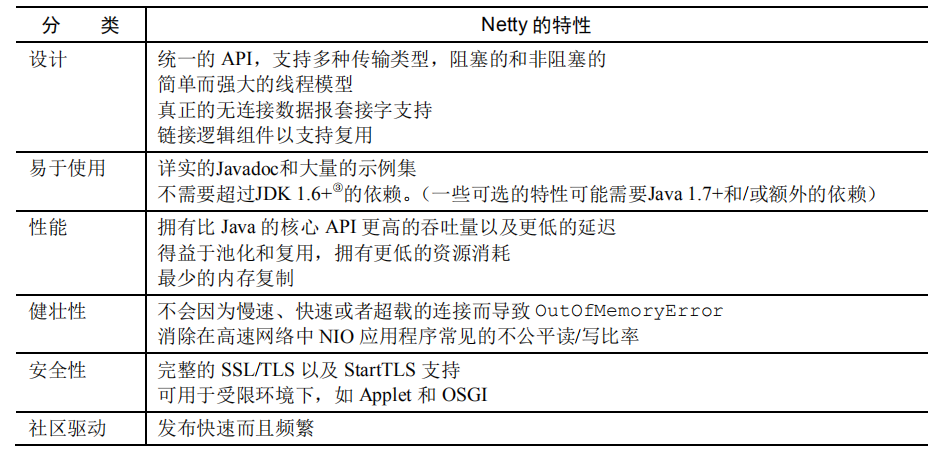 分 类 Netty 的特性
设计 统一的 API，支持多种传输类型，阻塞的和非阻塞的
简单而强大的线程模型
真正的无连接数据报套接字支持
链接逻辑组件以支持复用
易于使用 详实的Javadoc和大量的示例集
不需要超过JDK 1.6+③的依赖。（一些可选的特性可能需要Java 1.7+和/或额外的依赖）
性能 拥有比 Java 的核心 API 更高的吞吐量以及更低的延迟
得益于池化和复用，拥有更低的资源消耗
最少的内存复制
健壮性 不会因为慢速、快速或者超载的连接而导致 OutOfMemoryError
消除在高速网络中 NIO 应用程序常见的不公平读/写比率
安全性 完整的 SSL/TLS 以及 StartTLS 支持
可用于受限环境下，如 Applet 和 OSGI
社区驱动 发布快速而且频繁